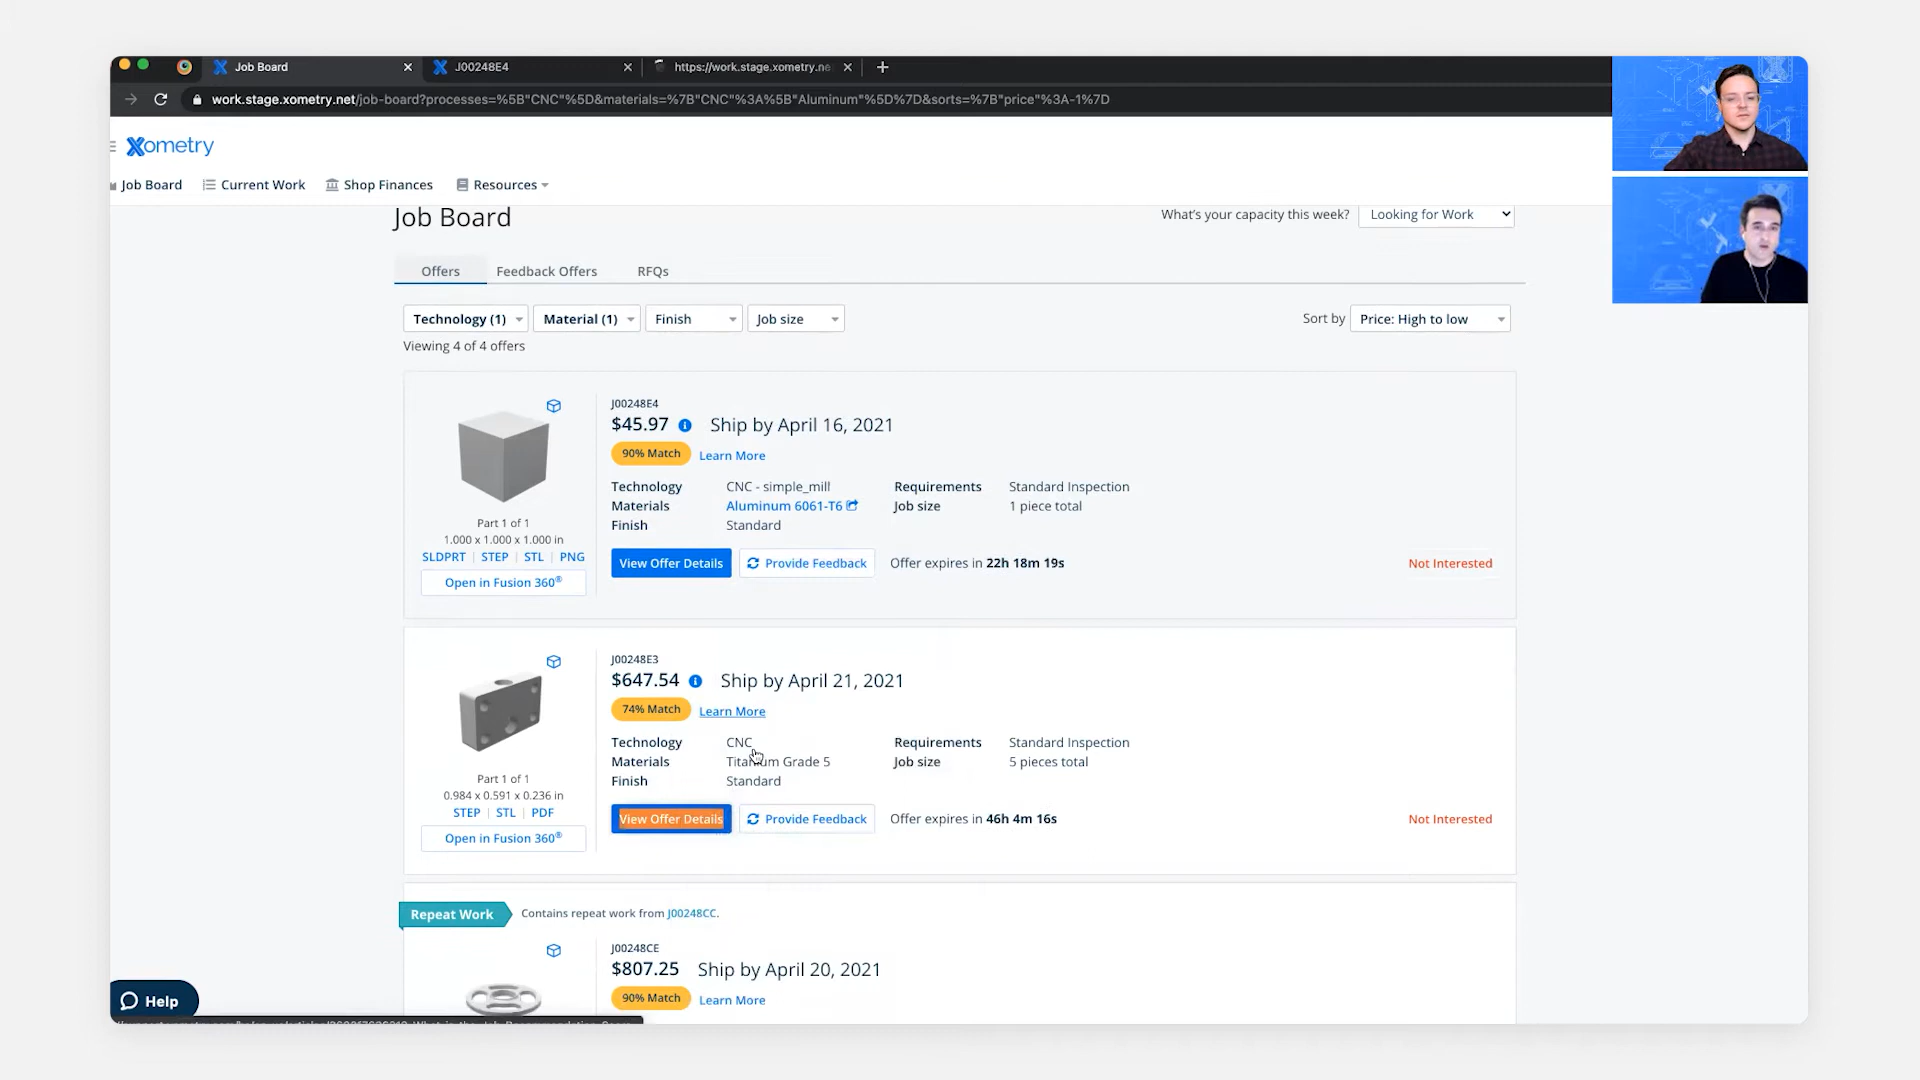 Job Board
J00248E4
https://work.stage.xometry.ne
work.stage.xometry.net/job-board?processes=%5B"CNC"%5D&materials=%7B"CNC"%3A%5B"Aluminum"%5D%7D&sorts=%7B"price"%3A-1%7D
Xometry
Job Board
Current Work
Shop Finances
Resources
Job Board
What's your capacity this week?
Looking for Work
Offers
Feedback Offers
RFQs
Technology (1)
Material (1)
Finish
Job size
Sort by
Price: High to low
Viewing 4 of 4 offers
J00248E4
$45.97
Ship by April 16, 2021
90% Match
Learn More
Technology
CNC - simple_mill
Requirements
Standard Inspection
Materials
Aluminum 6061-T6
Job size
1 piece total
Finish
Standard
Part 1 of 1
1.000 x 1.000 x 1.000 in
SLDPRT | STEP | STL | PNG
Open in Fusion 360®
View Offer Details
Provide Feedback
Offer expires in 22h 18m 19s
Not Interested
J00248E3
$647.54
Ship by April 21, 2021
74% Match
Learn More
Technology
CNC
Requirements
Standard Inspection
Materials
Titanium Grade 5
Job size
5 pieces total
Finish
Standard
Part 1 of 1
0.984 x 0.591 x 0.236 in
STEP | STL | PDF
Open in Fusion 360®
View Offer Details
Provide Feedback
Offer expires in 46h 4m 16s
Not Interested
Repeat Work
Contains repeat work from J00248CC.
J00248CE
$807.25
Ship by April 20, 2021
90% Match
Learn More
Help